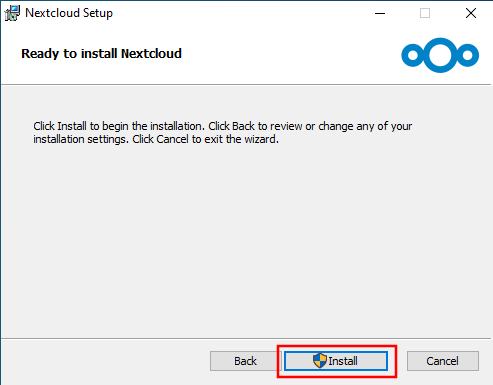 Nextcloud Setup
Ready to install Nextcloud
Click Install to begin the installation. Click Back to review or change any of your
installation settings. Click Cancel to exit the wizard.
Back
Install
Cancel